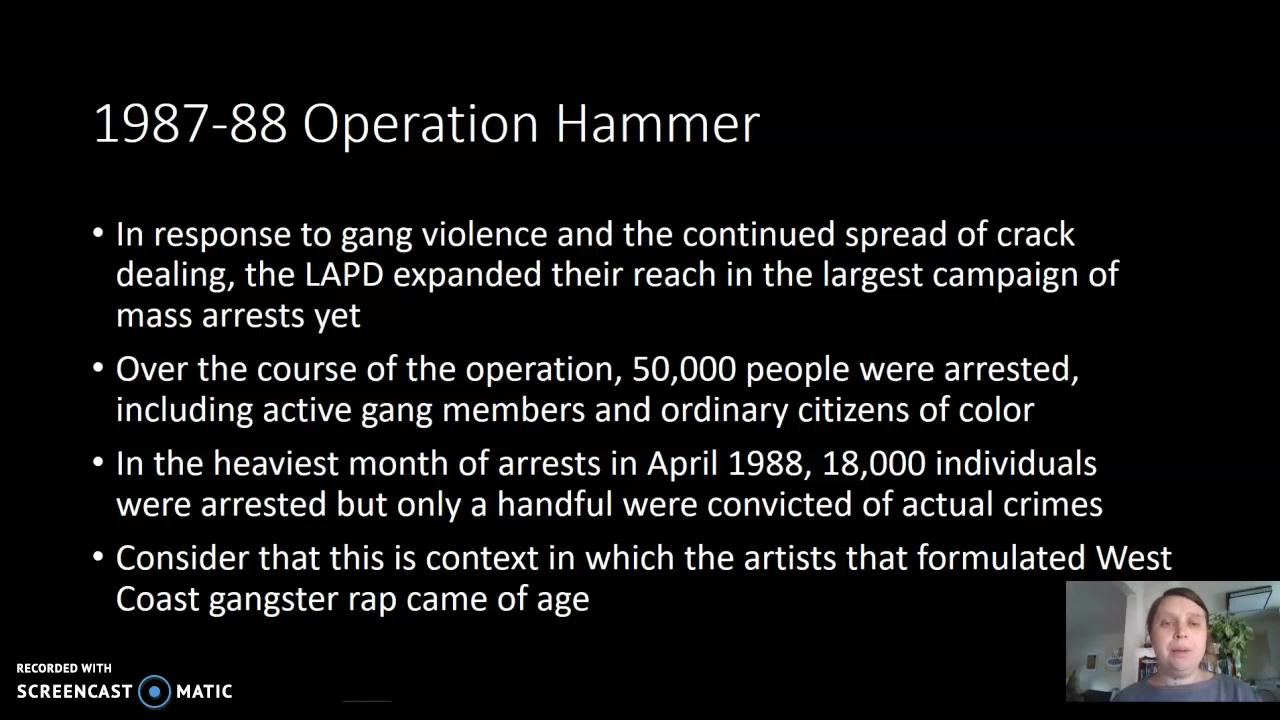 1987-88 Operation Hammer
• In response to gang violence and the continued spread of crack
dealing, the LAPD expanded their reach in the largest campaign of
mass arrests yet
• Over the course of the operation, 50,000 people were arrested,
including active gang members and ordinary citizens of color
• In the heaviest month of arrests in April 1988, 18,000 individuals
were arrested but only a handful were convicted of actual crimes
• Consider that this is context in which the artists that formulated West
Coast gangster rap came of age
RECORDED WITH
SCREENCAST MATIC